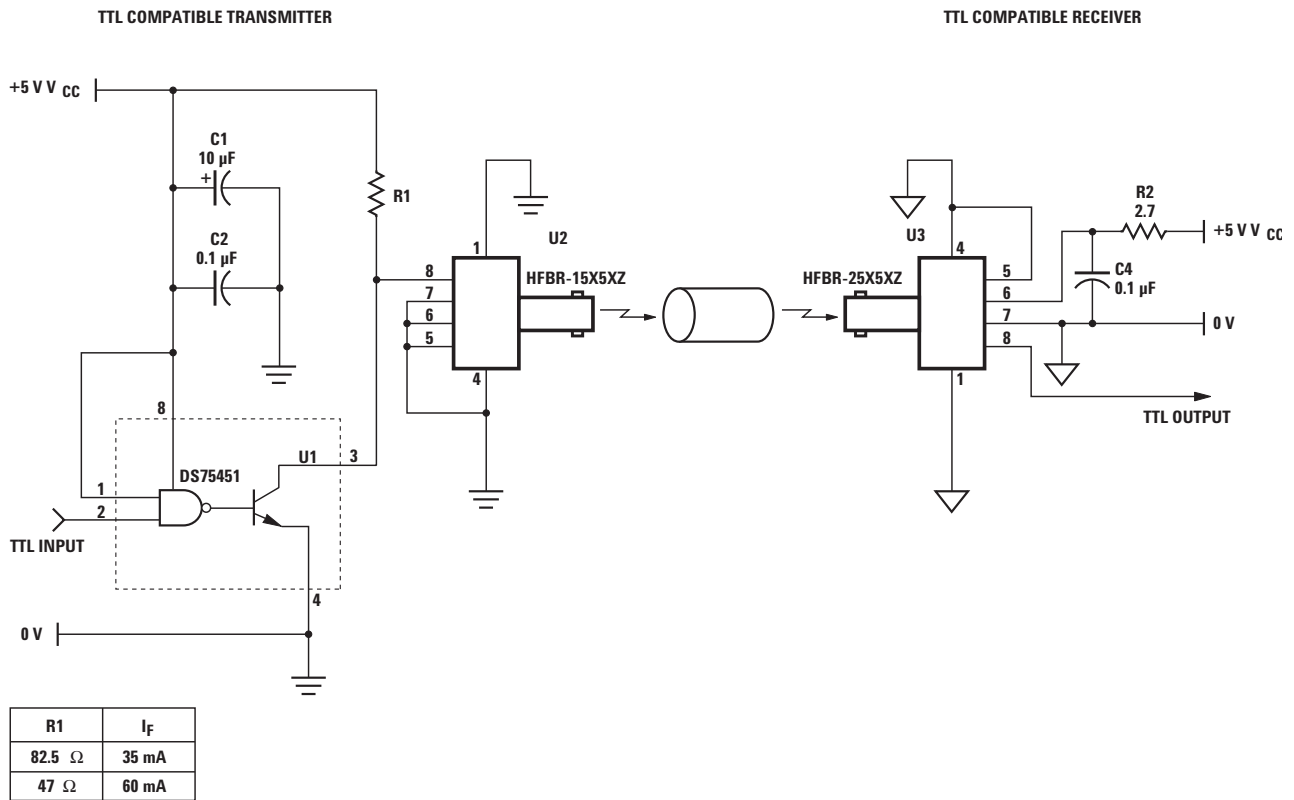 TTL COMPATIBLE TRANSMITTER
TTL COMPATIBLE RECEIVER
+5 V V CC
C1
10 µF
+
C2
0.1 µF
R1
1
U2
8
7
6
5
4
HFBR-15X5XZ
HFBR-25X5XZ
U3
4
5
6
7
8
1
R2
2.7
+5 V V CC
C4
0.1 µF
0 V
TTL OUTPUT
8
DS75451
U1
3
1
2
TTL INPUT
4
0 V
R1 IF
82.5 Ω 35 mA
47 Ω 60 mA